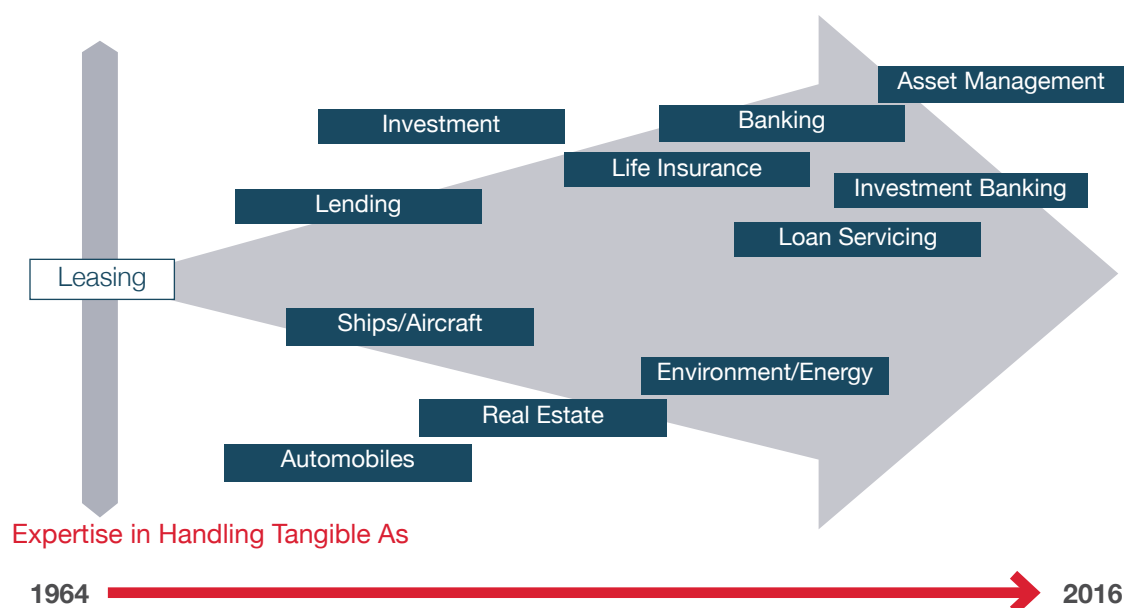 Asset Management
Investment
Banking
Life Insurance
Investment Banking
Lending
Loan Servicing
Leasing
Ships/Aircraft
Environment/Energy
Real Estate
Automobiles
Expertise in Handling Tangible As
1964
2016